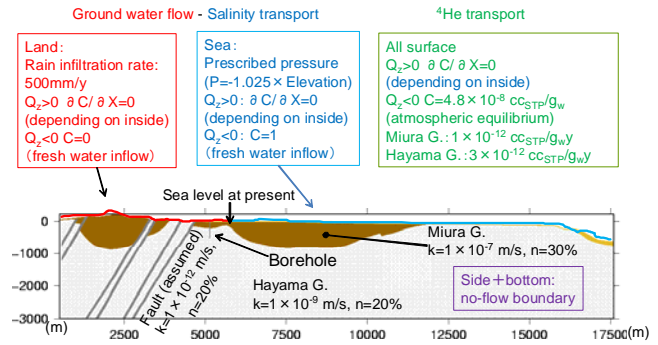 Ground water flow - Salinity transport
⁴He transport
Land:
Rain infiltration rate:
500mm/y
Qz>0 ∂C/∂X=0
(depending on inside)
Qz<0 C=0
(fresh water inflow)
Sea:
Prescribed pressure
(P=-1.025×Elevation)
Qz>0: ∂C/∂X=0
(depending on inside)
Qz<0: C=1
(fresh water inflow)
All surface
Qz>0 ∂C/∂X=0
(depending on inside)
Qz<0 C=4.8×10⁻⁸ ccSTP/gw
(atmospheric equilibrium)
Miura G.: 1×10⁻¹² ccSTP/gwy
Hayama G.: 3×10⁻¹² ccSTP/gwy
Sea level at present
0
-1000
-2000
-3000
(m)
Fault (assumed)
k=1×10⁻¹² m/s,
n=20%
Borehole
Hayama G.
k=1×10⁻⁹ m/s, n=20%
Miura G.
k=1×10⁻⁷ m/s, n=30%
Side+bottom:
no-flow boundary
2500 5000 7500 10000 12500 15000 17500 (m)